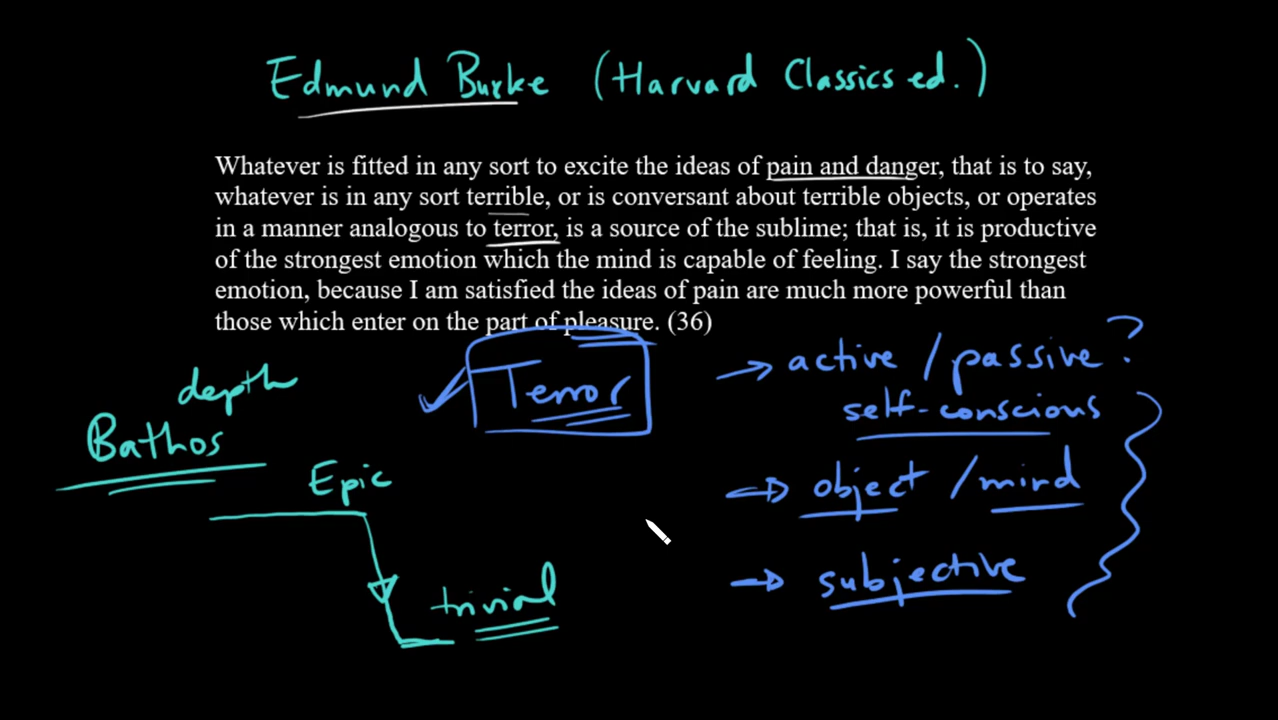 Edmund Burke (Harvard Classics ed.)
Whatever is fitted in any sort to excite the ideas of pain and danger, that is to say,
whatever is in any sort terrible, or is conversant about terrible objects, or operates
in a manner analogous to terror, is a source of the sublime; that is, it is productive
of the strongest emotion which the mind is capable of feeling. I say the strongest
emotion, because I am satisfied the ideas of pain are much more powerful than
those which enter on the part of pleasure. (36)
depth
Bathos
Epic
trivial
Terror
→ active / passive?
self-conscious
→ object / mind
→ subjective